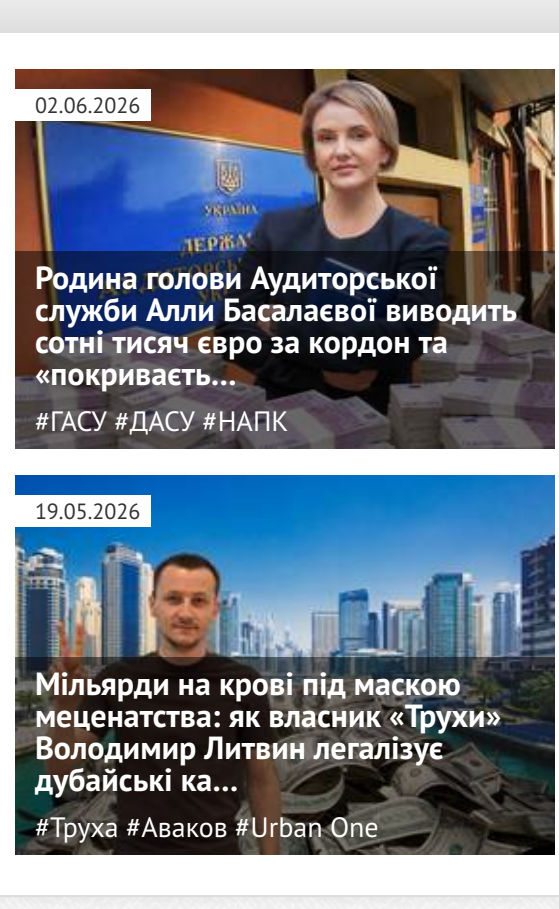 02.06.2026
УКРАЇНА
Родина голови Аудиторської
служби Алли Басалаєвої виводить
сотні тисяч євро за кордон та
«покриваєть...
#ГАСУ #ДАСУ #НАПК
19.05.2026
Мільярди на крові під маскою
меценатства: як власник «Трухи»
Володимир Литвин легалізує
дубайські ка...
#Труха #Аваков #Urban One